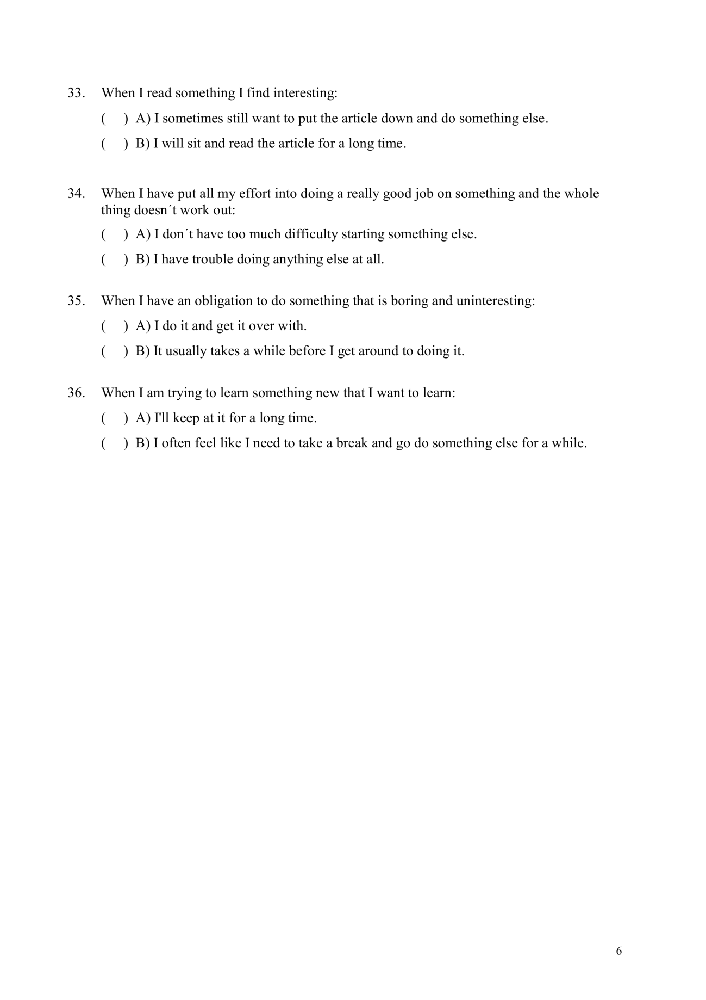 33. When I read something I find interesting:
( ) A) I sometimes still want to put the article down and do something else.
( ) B) I will sit and read the article for a long time.
34. When I have put all my effort into doing a really good job on something and the whole
thing doesn´t work out:
( ) A) I don´t have too much difficulty starting something else.
( ) B) I have trouble doing anything else at all.
35. When I have an obligation to do something that is boring and uninteresting:
( ) A) I do it and get it over with.
( ) B) It usually takes a while before I get around to doing it.
36. When I am trying to learn something new that I want to learn:
( ) A) I'll keep at it for a long time.
( ) B) I often feel like I need to take a break and go do something else for a while.
6